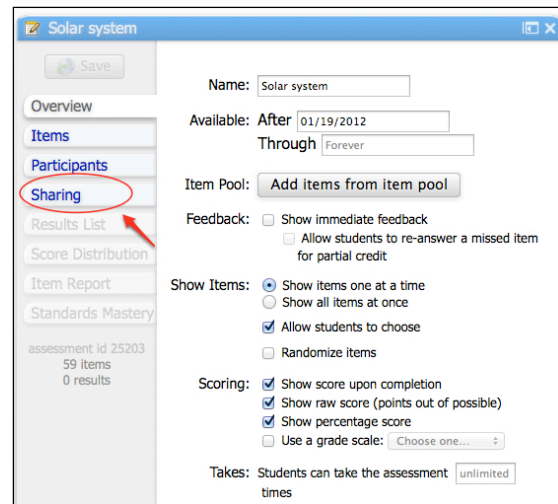 Solar system
Save
Overview
Items
Participants
Sharing
Results List
Score Distribution
Item Report
Standards Mastery
assessment id 25203
59 items
0 results
Name: Solar system
Available: After 01/19/2012
Through Forever
Item Pool: Add items from item pool
Feedback: Show immediate feedback
Allow students to re-answer a missed item
for partial credit
Show Items: Show items one at a time
Show all items at once
Allow students to choose
Randomize items
Scoring: Show score upon completion
Show raw score (points out of possible)
Show percentage score
Use a grade scale: Choose one...
Takes: Students can take the assessment unlimited
times